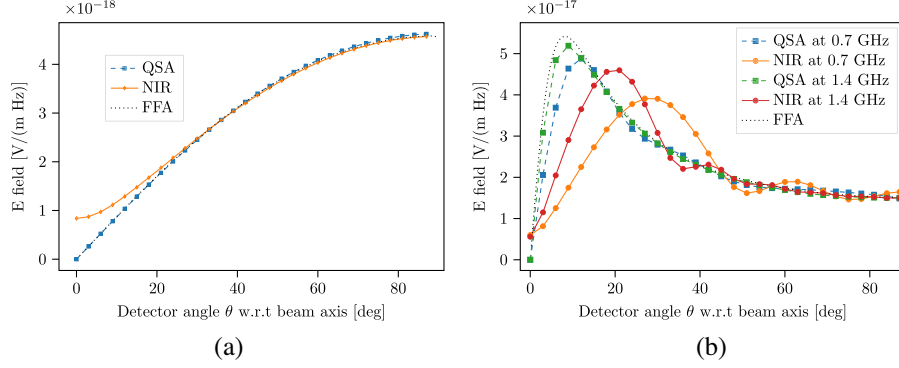 ×10−18
E field [V/(m Hz)]
4
3
2
1
0
QSA
NIR
FFA
0 20 40 60 80
Detector angle θ w.r.t beam axis [deg]
(a)
×10−17
E field [V/(m Hz)]
5
4
3
2
1
0
QSA at 0.7 GHz
NIR at 0.7 GHz
QSA at 1.4 GHz
NIR at 1.4 GHz
FFA
0 20 40 60 80
Detector angle θ w.r.t beam axis [deg]
(b)